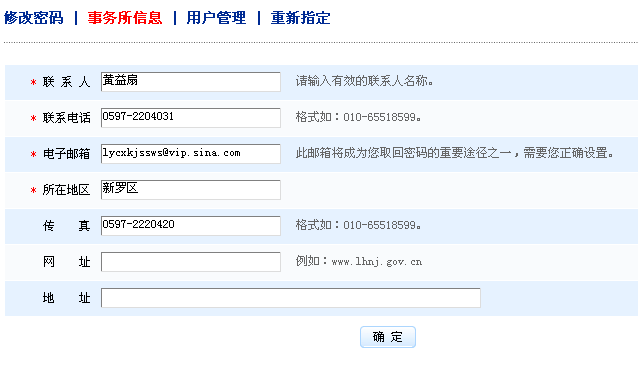 修改密码 | 事务所信息 | 用户管理 | 重新指定
* 联 系 人 黄益扇 请输入有效的联系人名称。
* 联系电话 0597-2204031 格式如：010-65518599。
* 电子邮箱 lycxkjssws@vip.sina.com 此邮箱将成为您取回密码的重要途径之一，需要您正确设置。
* 所在地区 新罗区
传 真 0597-2220420 格式如：010-65518599。
网 址 例如：www.lhnj.gov.cn
地 址
确 定